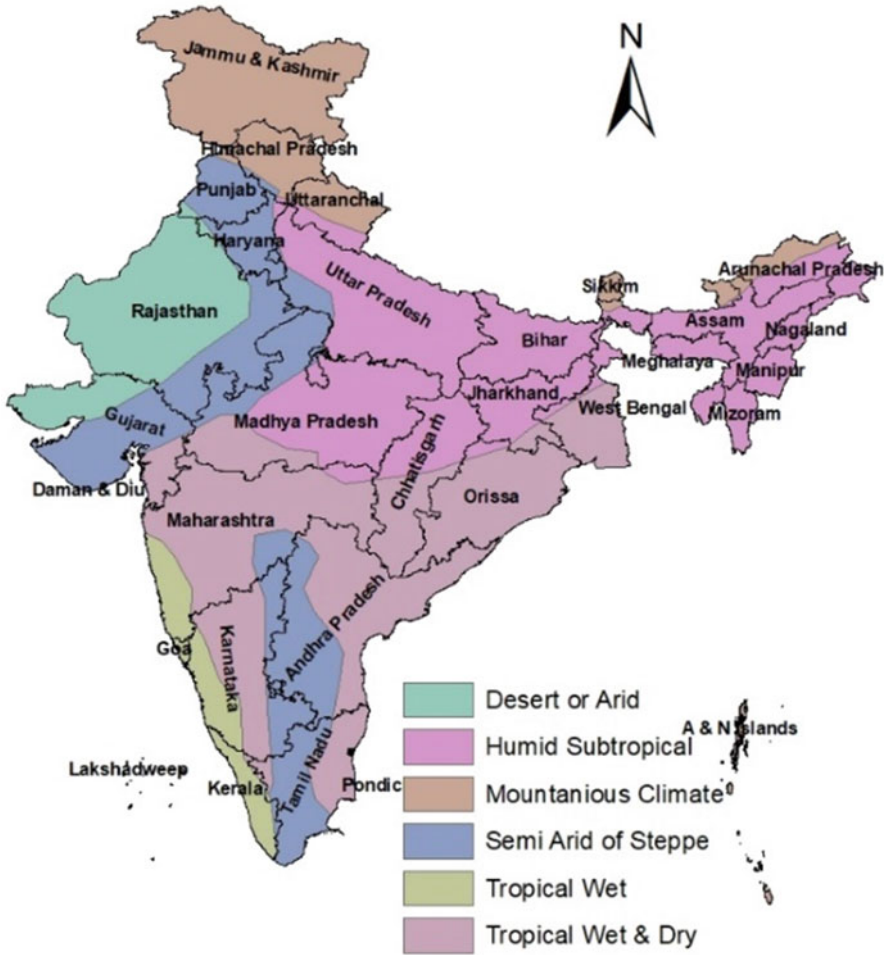 N
Jammu & Kashmir
Himachal Pradesh
Punjab
Uttaranchal
Haryana
Uttar Pradesh
Rajasthan
Sikkim
Arunachal Pradesh
Assam
Nagaland
Bihar
Meghalaya
Manipur
Jharkhand
West Bengal
Mizoram
Gujarat
Madhya Pradesh
Chhatisgarh
Daman & Diu
Orissa
Maharashtra
Andhra Pradesh
Karnataka
Goa
Tamil Nadu
Lakshadweep
Kerala
Pondic
A & N Islands
Desert or Arid
Humid Subtropical
Mountanious Climate
Semi Arid of Steppe
Tropical Wet
Tropical Wet & Dry